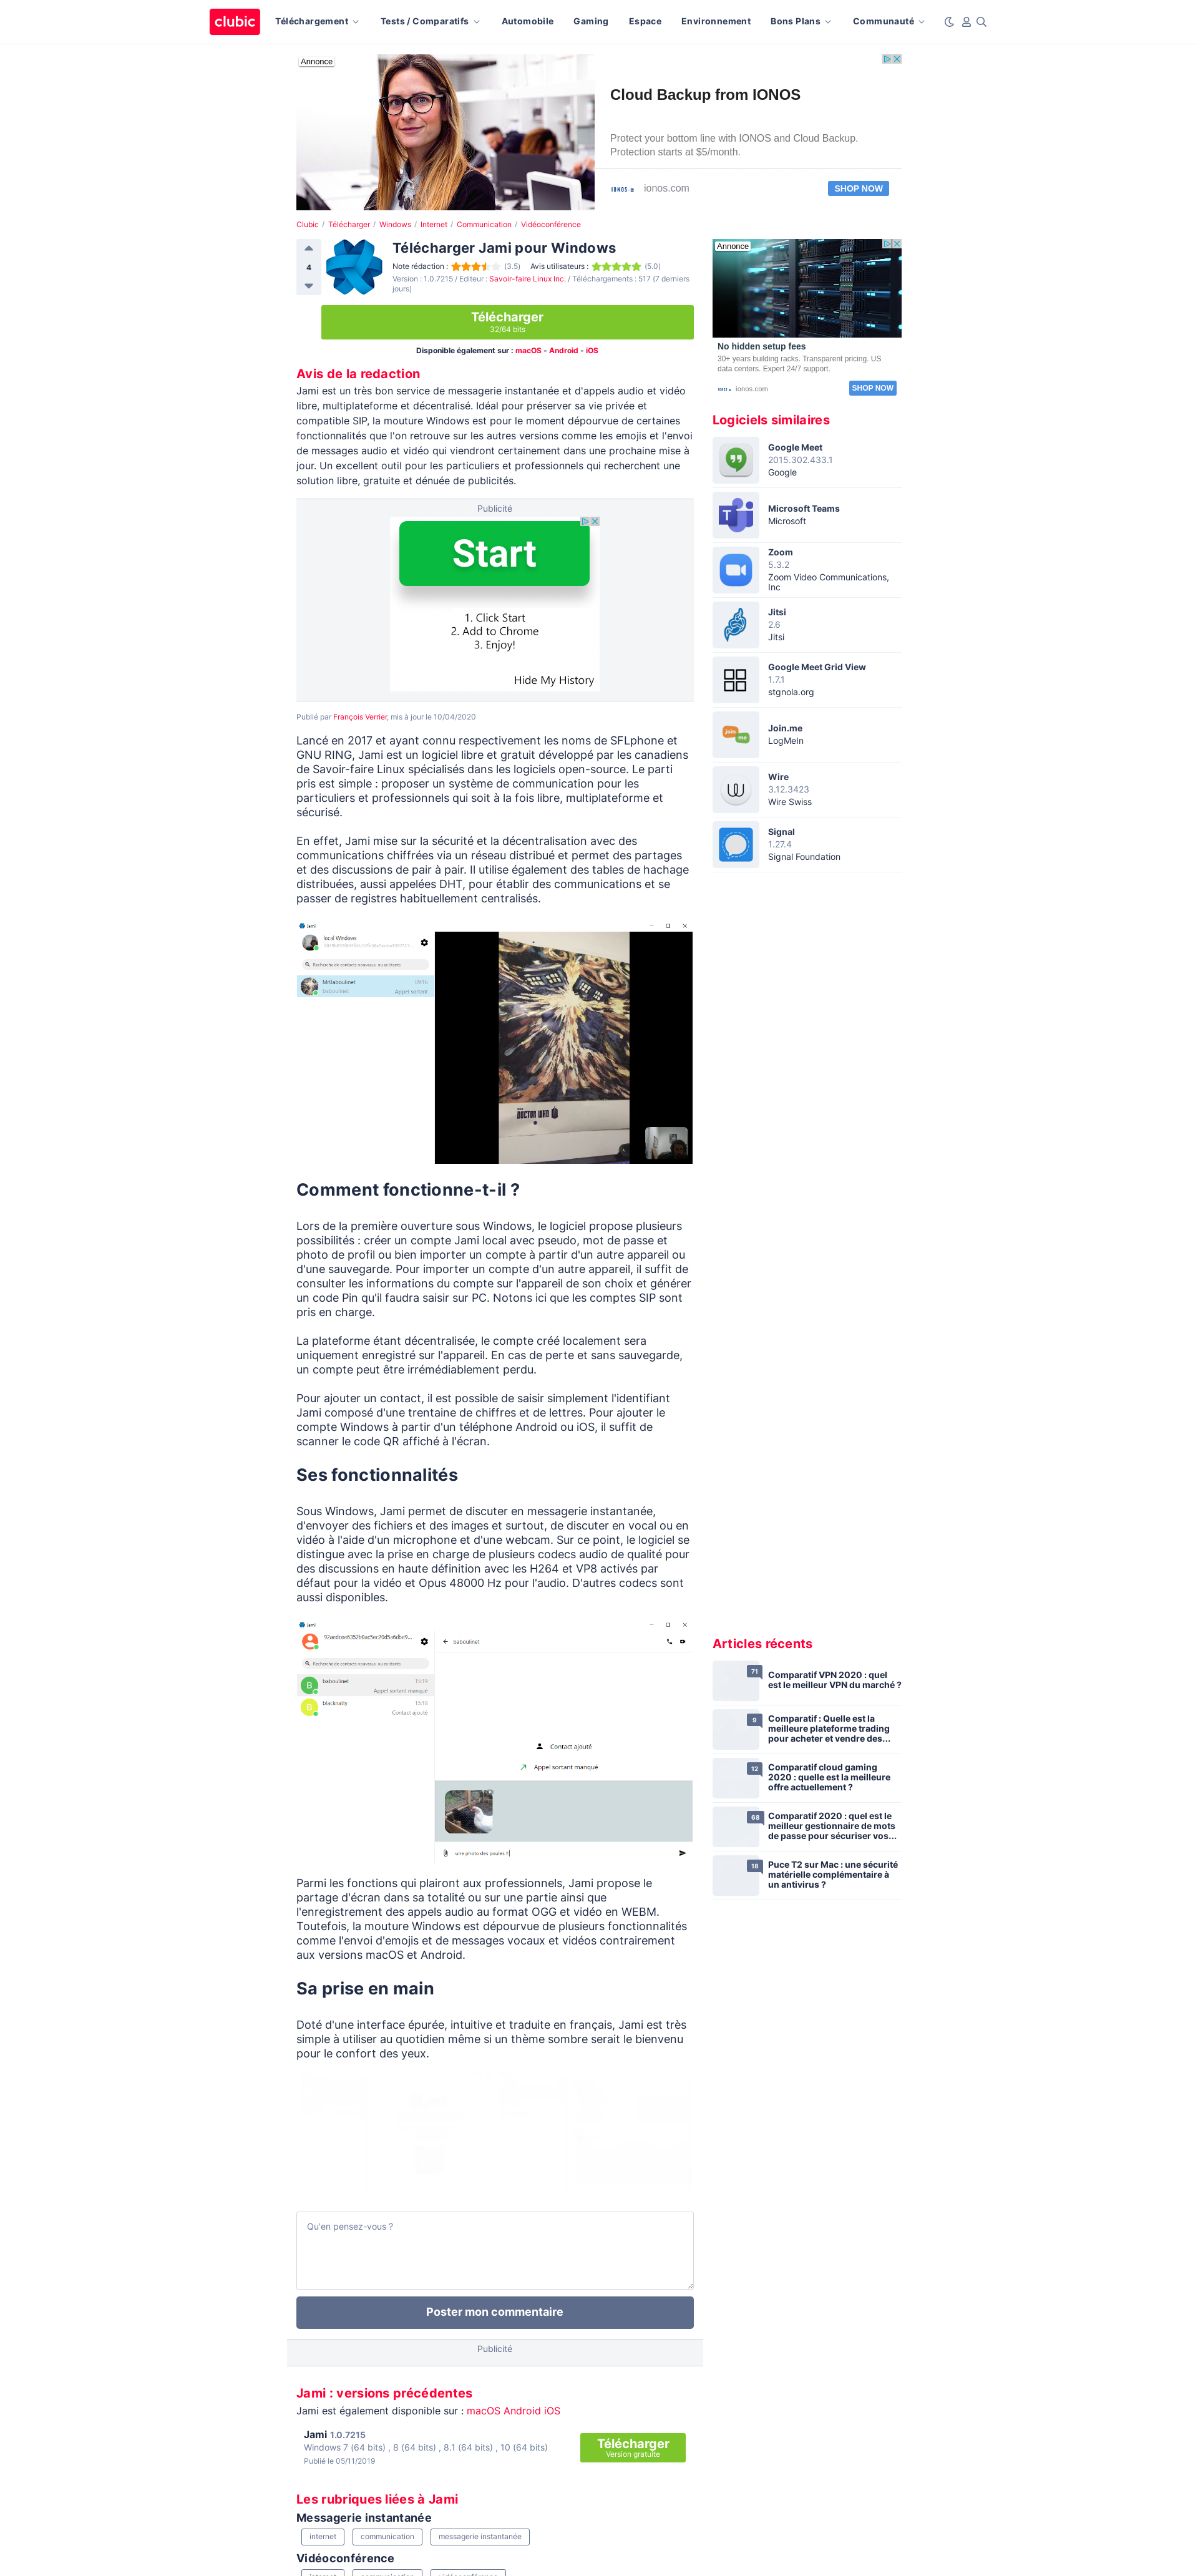 clubic
Téléchargement
Tests / Comparatifs
Automobile
Gaming
Espace
Environnement
Bons Plans
Communauté
Annonce
Cloud Backup from IONOS
Protect your bottom line with IONOS and Cloud Backup.
Protection starts at $5/month.
IONOS
ionos.com
SHOP NOW
Clubic / Télécharger / Windows / Internet / Communication / Vidéoconférence
4
Télécharger Jami pour Windows
Note rédaction : (3.5) Avis utilisateurs : (5.0)
Version : 1.0.7215 / Editeur : Savoir-faire Linux Inc. / Téléchargements : 517 (7 derniers
jours)
Télécharger
32/64 bits
Disponible également sur : macOS - Android - iOS
Avis de la redaction
Jami est un très bon service de messagerie instantanée et d'appels audio et vidéo
libre, multiplateforme et décentralisé. Idéal pour préserver sa vie privée et
compatible SIP, la mouture Windows est pour le moment dépourvue de certaines
fonctionnalités que l'on retrouve sur les autres versions comme les emojis et l'envoi
de messages audio et vidéo qui viendront certainement dans une prochaine mise à
jour. Un excellent outil pour les particuliers et professionnels qui recherchent une
solution libre, gratuite et dénuée de publicités.
Publicité
Start
1. Click Start
2. Add to Chrome
3. Enjoy!
Hide My History
Publié par François Verrier, mis à jour le 10/04/2020
Lancé en 2017 et ayant connu respectivement les noms de SFLphone et
GNU RING, Jami est un logiciel libre et gratuit développé par les canadiens
de Savoir-faire Linux spécialisés dans les logiciels open-source. Le parti
pris est simple : proposer un système de communication pour les
particuliers et professionnels qui soit à la fois libre, multiplateforme et
sécurisé.
En effet, Jami mise sur la sécurité et la décentralisation avec des
communications chiffrées via un réseau distribué et permet des partages
et des discussions de pair à pair. Il utilise également des tables de hachage
distribuées, aussi appelées DHT, pour établir des communications et se
passer de registres habituellement centralisés.
Jami
local Windows
Recherche de contacts nouveaux ou existants
Mrtlaboulinet 09:16
baboulinet Appel sortant
DOCTOR WHO
Comment fonctionne-t-il ?
Lors de la première ouverture sous Windows, le logiciel propose plusieurs
possibilités : créer un compte Jami local avec pseudo, mot de passe et
photo de profil ou bien importer un compte à partir d'un autre appareil ou
d'une sauvegarde. Pour importer un compte d'un autre appareil, il suffit de
consulter les informations du compte sur l'appareil de son choix et générer
un code Pin qu'il faudra saisir sur PC. Notons ici que les comptes SIP sont
pris en charge.
La plateforme étant décentralisée, le compte créé localement sera
uniquement enregistré sur l'appareil. En cas de perte et sans sauvegarde,
un compte peut être irrémédiablement perdu.
Pour ajouter un contact, il est possible de saisir simplement l'identifiant
Jami composé d'une trentaine de chiffres et de lettres. Pour ajouter le
compte Windows à partir d'un téléphone Android ou iOS, il suffit de
scanner le code QR affiché à l'écran.
Ses fonctionnalités
Sous Windows, Jami permet de discuter en messagerie instantanée,
d'envoyer des fichiers et des images et surtout, de discuter en vocal ou en
vidéo à l'aide d'un microphone et d'une webcam. Sur ce point, le logiciel se
distingue avec la prise en charge de plusieurs codecs audio de qualité pour
des discussions en haute définition avec les H264 et VP8 activés par
défaut pour la vidéo et Opus 48000 Hz pour l'audio. D'autres codecs sont
aussi disponibles.
Jami
Recherche de contacts nouveaux ou existants
B
baboulinet 15:19
Appel sortant manqué
B
blacknelly 15:18
Contact ajouté
baboulinet
Contact ajouté
Appel sortant manqué
une photo des poules !
Parmi les fonctions qui plairont aux professionnels, Jami propose le
partage d'écran dans sa totalité ou sur une partie ainsi que
l'enregistrement des appels audio au format OGG et vidéo en WEBM.
Toutefois, la mouture Windows est dépourvue de plusieurs fonctionnalités
comme l'envoi d'emojis et de messages vocaux et vidéos contrairement
aux versions macOS et Android.
Sa prise en main
Doté d'une interface épurée, intuitive et traduite en français, Jami est très
simple à utiliser au quotidien même si un thème sombre serait le bienvenu
pour le confort des yeux.
Qu'en pensez-vous ?
Poster mon commentaire
Publicité
Jami : versions précédentes
Jami est également disponible sur : macOS Android iOS
Jami 1.0.7215
Windows 7 (64 bits) , 8 (64 bits) , 8.1 (64 bits) , 10 (64 bits)
Publié le 05/11/2019
Télécharger
Version gratuite
Les rubriques liées à Jami
Messagerie instantanée
internet
communication
messagerie instantanée
Vidéoconférence
Annonce
No hidden setup fees
30+ years building racks. Transparent pricing. US
data centers. Expert 24/7 support.
IONOS
ionos.com
SHOP NOW
Logiciels similaires
Google Meet
2015.302.433.1
Google
Microsoft Teams
Microsoft
Zoom
5.3.2
Zoom Video Communications,
Inc
Jitsi
2.6
Jitsi
Google Meet Grid View
1.7.1
stgnola.org
join me
Join.me
LogMeIn
Wire
3.12.3423
Wire Swiss
Signal
1.27.4
Signal Foundation
Articles récents
71
Comparatif VPN 2020 : quel
est le meilleur VPN du marché ?
9
Comparatif : Quelle est la
meilleure plateforme trading
pour acheter et vendre des...
12
Comparatif cloud gaming
2020 : quelle est la meilleure
offre actuellement ?
68
Comparatif 2020 : quel est le
meilleur gestionnaire de mots
de passe pour sécuriser vos...
18
Puce T2 sur Mac : une sécurité
matérielle complémentaire à
un antivirus ?